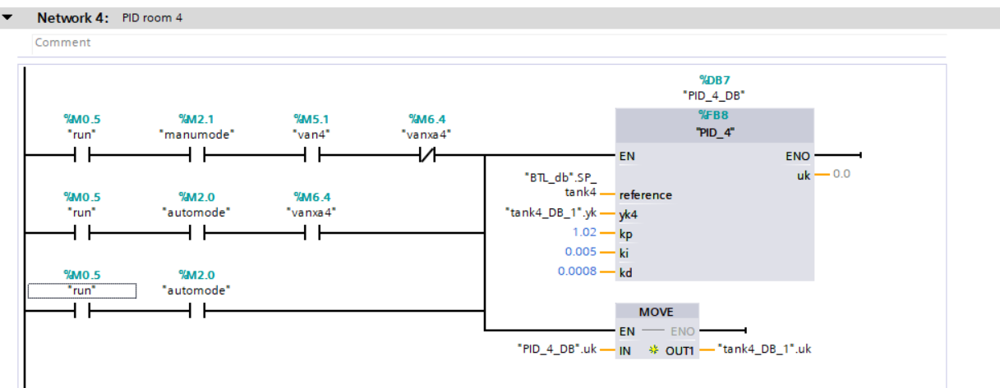 Network 4: PID room 4
Comment
%DB7
"PID_4_DB"
%M0.5 %M2.1 %M5.1 %M6.4 %FB8
"run" "manumode" "van4" "vanxa4" "PID_4"
EN ENO
"BTL_db".SP_ uk 0.0
tank4 reference
%M0.5 %M2.0 %M6.4
"run" "automode" "vanxa4" "tank4_DB_1".yk yk4
1.02 kp
0.005 ki
0.0008 kd
%M0.5 %M2.0
"run" "automode"
MOVE
EN ENO
"PID_4_DB".uk IN OUT1 "tank4_DB_1".uk